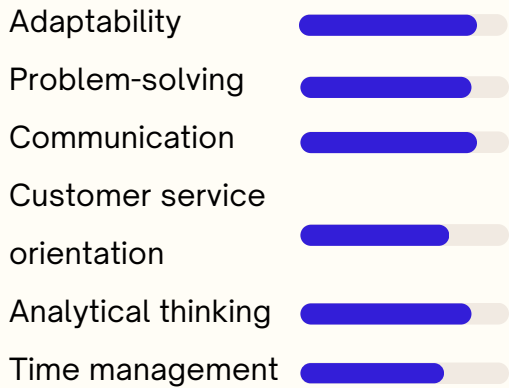 Adaptability
Problem-solving
Communication
Customer service
orientation
Analytical thinking
Time management